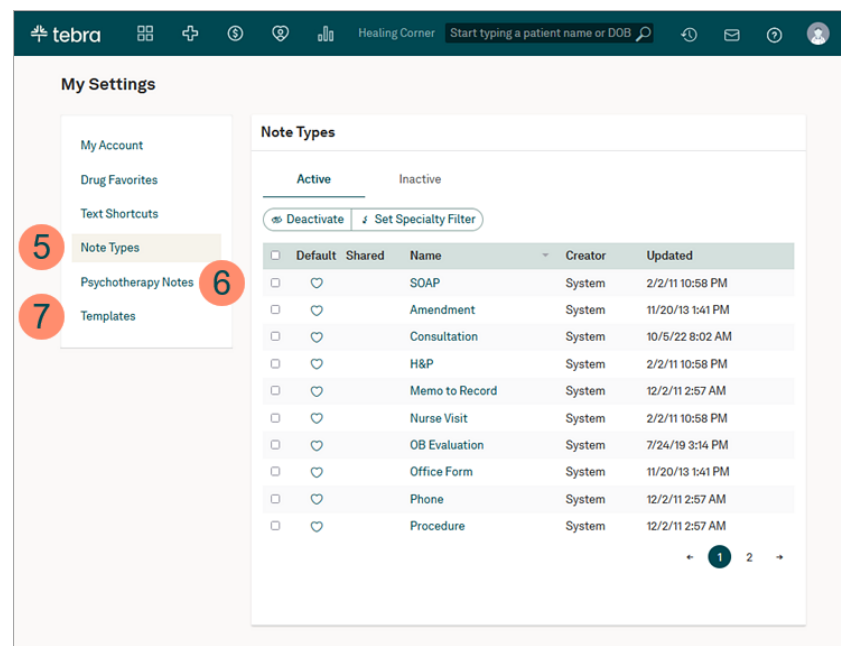 tebra Healing Corner Start typing a patient name or DOB
My Settings
My Account
Drug Favorites
Text Shortcuts
5 Note Types
Psychotherapy Notes 6
7 Templates
Note Types
Active Inactive
Deactivate Set Specialty Filter
Default Shared Name Creator Updated
SOAP System 2/2/11 10:58 PM
Amendment System 11/20/13 1:41 PM
Consultation System 10/5/22 8:02 AM
H&P System 2/2/11 10:58 PM
Memo to Record System 12/2/11 2:57 AM
Nurse Visit System 2/2/11 10:58 PM
OB Evaluation System 7/24/19 3:14 PM
Office Form System 11/20/13 1:41 PM
Phone System 12/2/11 2:57 AM
Procedure System 12/2/11 2:57 AM
← 1 2 →